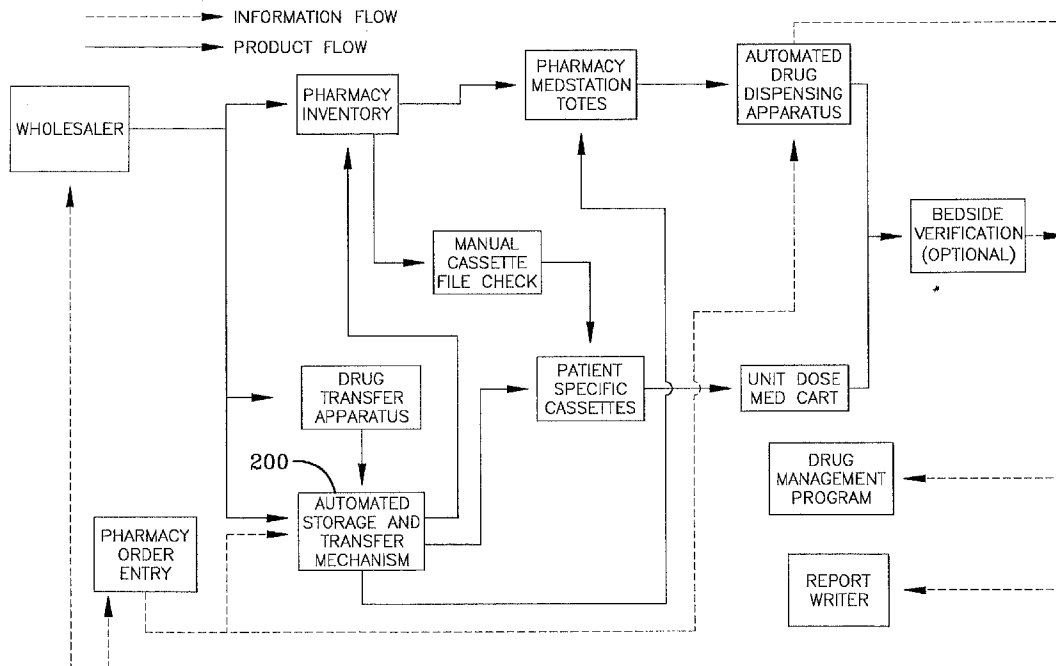 INFORMATION FLOW
PRODUCT FLOW
WHOLESALER
PHARMACY
INVENTORY
PHARMACY
MEDSTATION
TOTES
AUTOMATED
DRUG
DISPENSING
APPARATUS
MANUAL
CASSETTE
FILE CHECK
BEDSIDE
VERIFICATION
(OPTIONAL)
DRUG
TRANSFER
APPARATUS
PATIENT
SPECIFIC
CASSETTES
UNIT DOSE
MED CART
200
AUTOMATED
STORAGE AND
TRANSFER
MECHANISM
PHARMACY
ORDER
ENTRY
DRUG
MANAGEMENT
PROGRAM
REPORT
WRITER